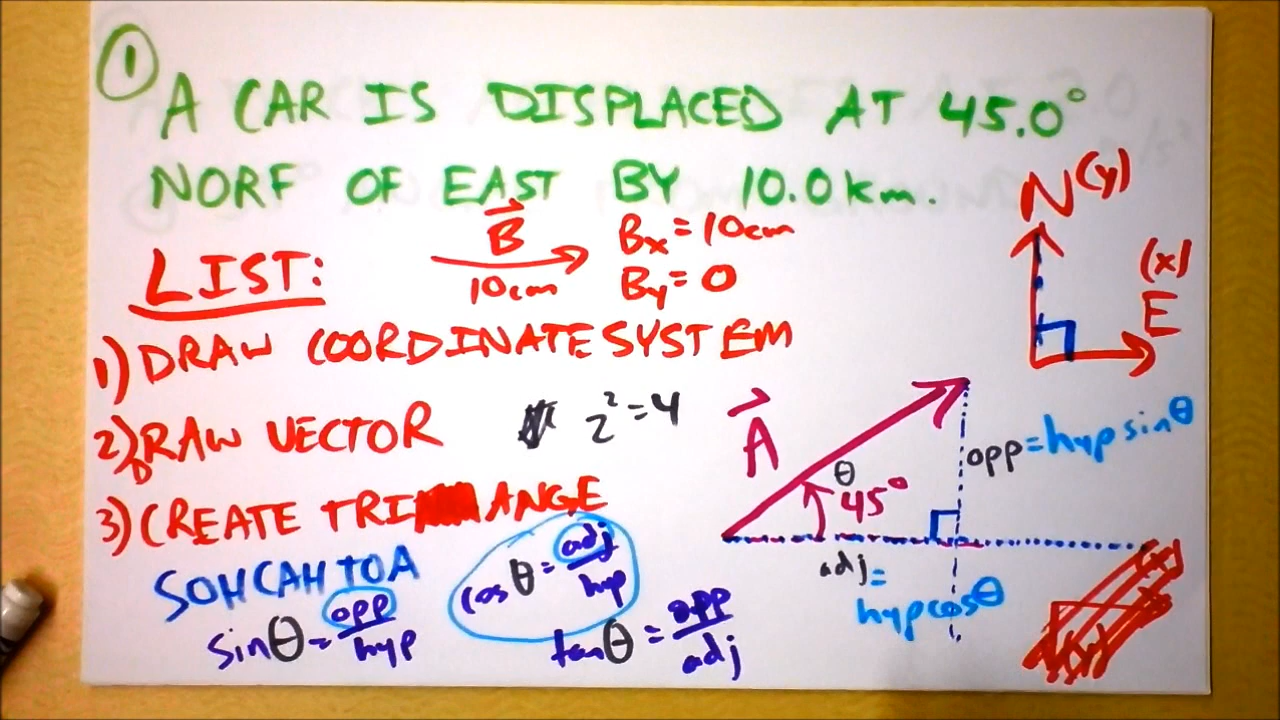 ① A CAR IS DISPLACED AT 45.0°
NORF OF EAST BY 10.0 km.
N (y)
(x)
E
B
10cm
Bx = 10cm
By = 0
LIST:
1) DRAW COORDINATE SYSTEM
2) DRAW VECTOR
2² = 4
3) CREATE TRIANGE
A
θ
45°
opp = hyp sinθ
adj =
hyp cosθ
SOHCAHTOA
sinθ = opp/hyp
cosθ = adj/hyp
tanθ = opp/adj